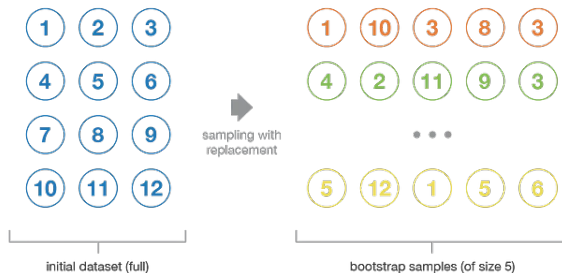 1 2 3
4 5 6
7 8 9
10 11 12
initial dataset (full)
sampling with
replacement
1 10 3 8 3
4 2 11 9 3
5 12 1 5 6
bootstrap samples (of size 5)